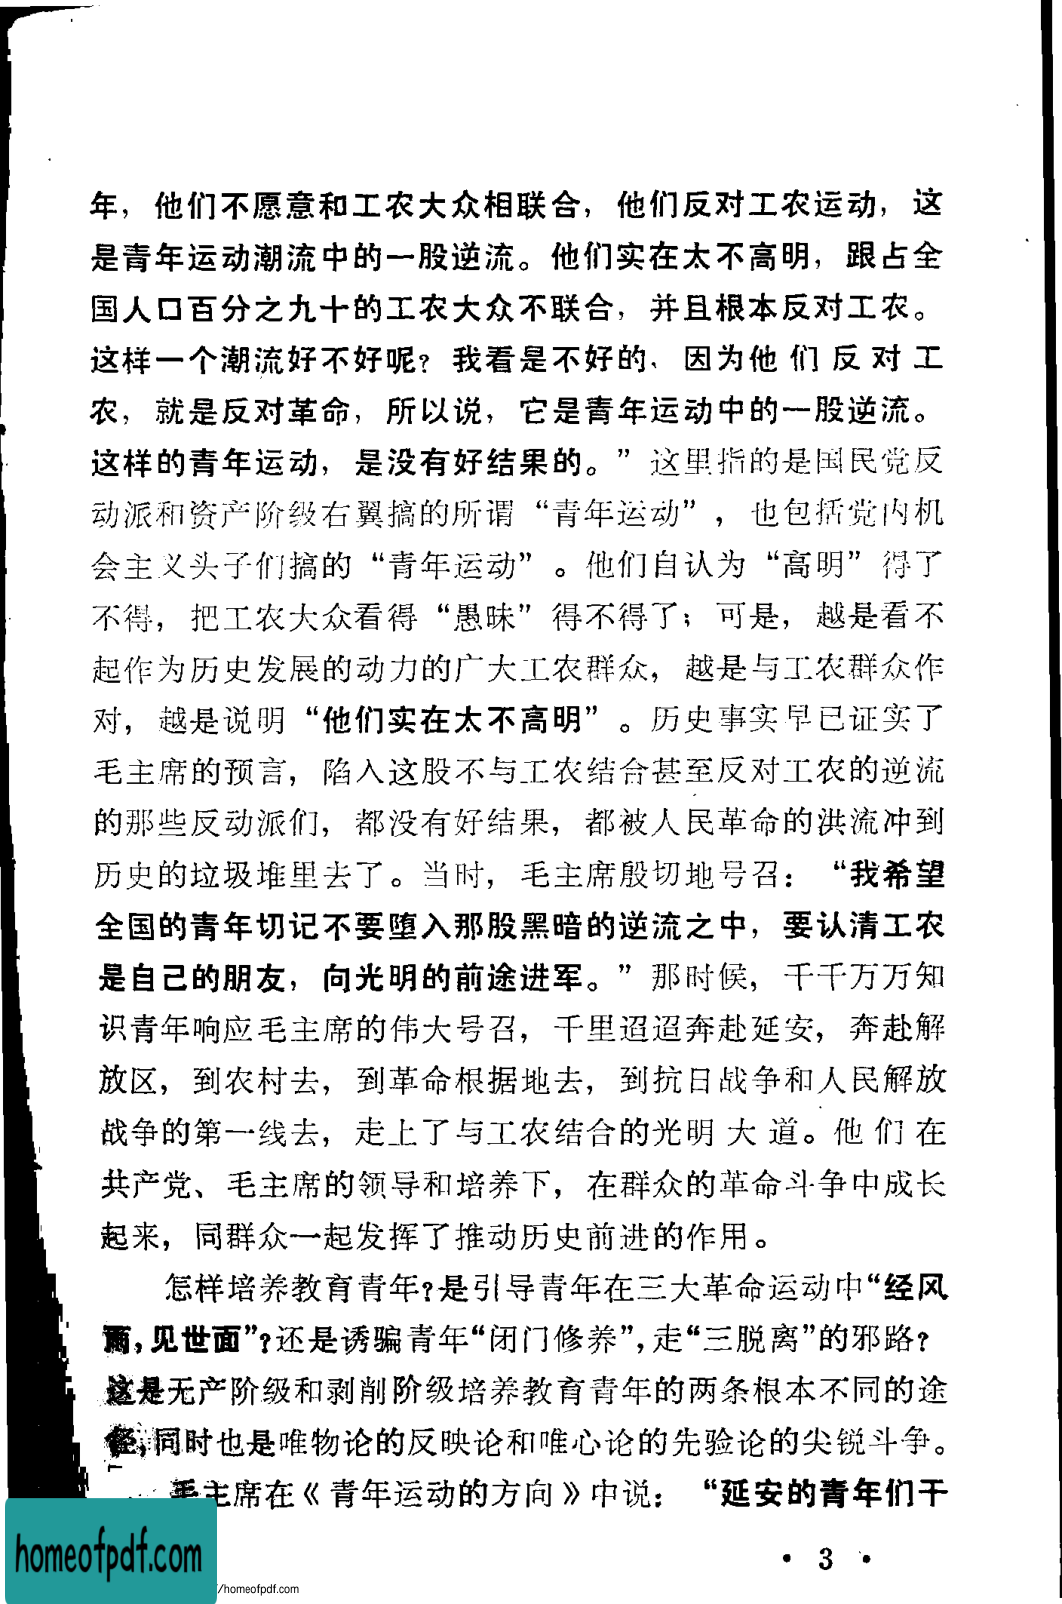 年，他们不愿意和工农大众相联合，他们反对工农运动，这
是青年运动潮流中的一股逆流。他们实在太不高明，跟占全
国人口百分之九十的工农大众不联合，并且根本反对工农。
这样一个潮流好不好呢？我看是不好的，因为他们反对工
农，就是反对革命，所以说，它是青年运动中的一股逆流。
这样的青年运动，是没有好结果的。”这里指的是国民党反
动派和资产阶级右翼搞的所谓“青年运动”，也包括党内机
会主义头子们搞的“青年运动”。他们自认为“高明”得了
不得，把工农大众看得“愚昧”得不得了；可是，越是看不
起作为历史发展的动力的广大工农群众，越是与工农群众作
对，越是说明“他们实在太不高明”。历史事实早已证实了
毛主席的预言，陷入这股不与工农结合甚至反对工农的逆流
的那些反动派们，都没有好结果，都被人民革命的洪流冲到
历史的垃圾堆里去了。当时，毛主席殷切地号召：“我希望
全国的青年切记不要堕入那股黑暗的逆流之中，要认清工农
是自己的朋友，向光明的前途进军。”那时候，千千万万知
识青年响应毛主席的伟大号召，千里迢迢奔赴延安，奔赴解
放区，到农村去，到革命根据地去，到抗日战争和人民解放
战争的第一线去，走上了与工农结合的光明大道。他们在
共产党、毛主席的领导和培养下，在群众的革命斗争中成长
起来，同群众一起发挥了推动历史前进的作用。
怎样培养教育青年？是引导青年在三大革命运动中“经风
雨，见世面”？还是诱骗青年“闭门修养”，走“三脱离”的邪路？
这是无产阶级和剥削阶级培养教育青年的两条根本不同的途
径，同时也是唯物论的反映论和唯心论的先验论的尖锐斗争。
毛主席在《青年运动的方向》中说：“延安的青年们干
• 3 •
homeofpdf.com
/homeofpdf.com